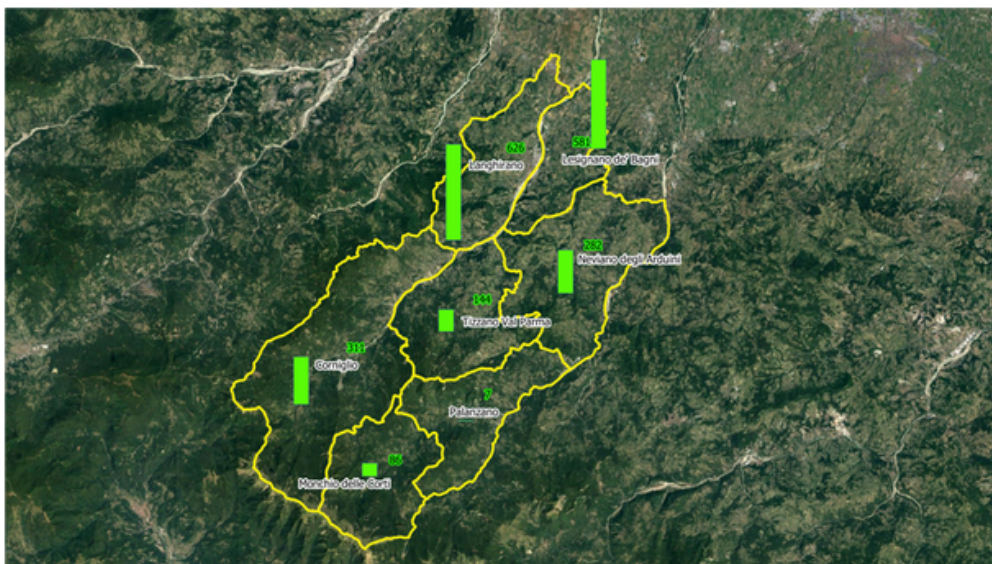 626
Langhirano
581
Lesignano de' Bagni
282
Neviano degli Arduini
144
Tizzano Val Parma
311
Corniglio
7
Palanzano
86
Monchio delle Corti